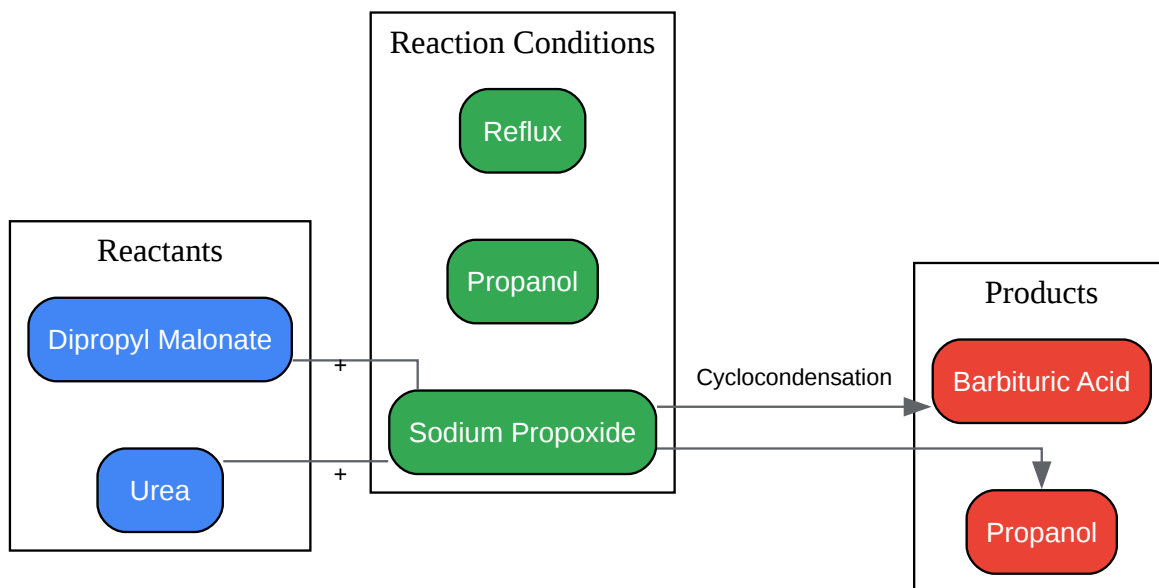 Reactants
Dipropyl Malonate
Urea
+
+
Reaction Conditions
Reflux
Propanol
Sodium Propoxide
Cyclocondensation
Products
Barbituric Acid
Propanol